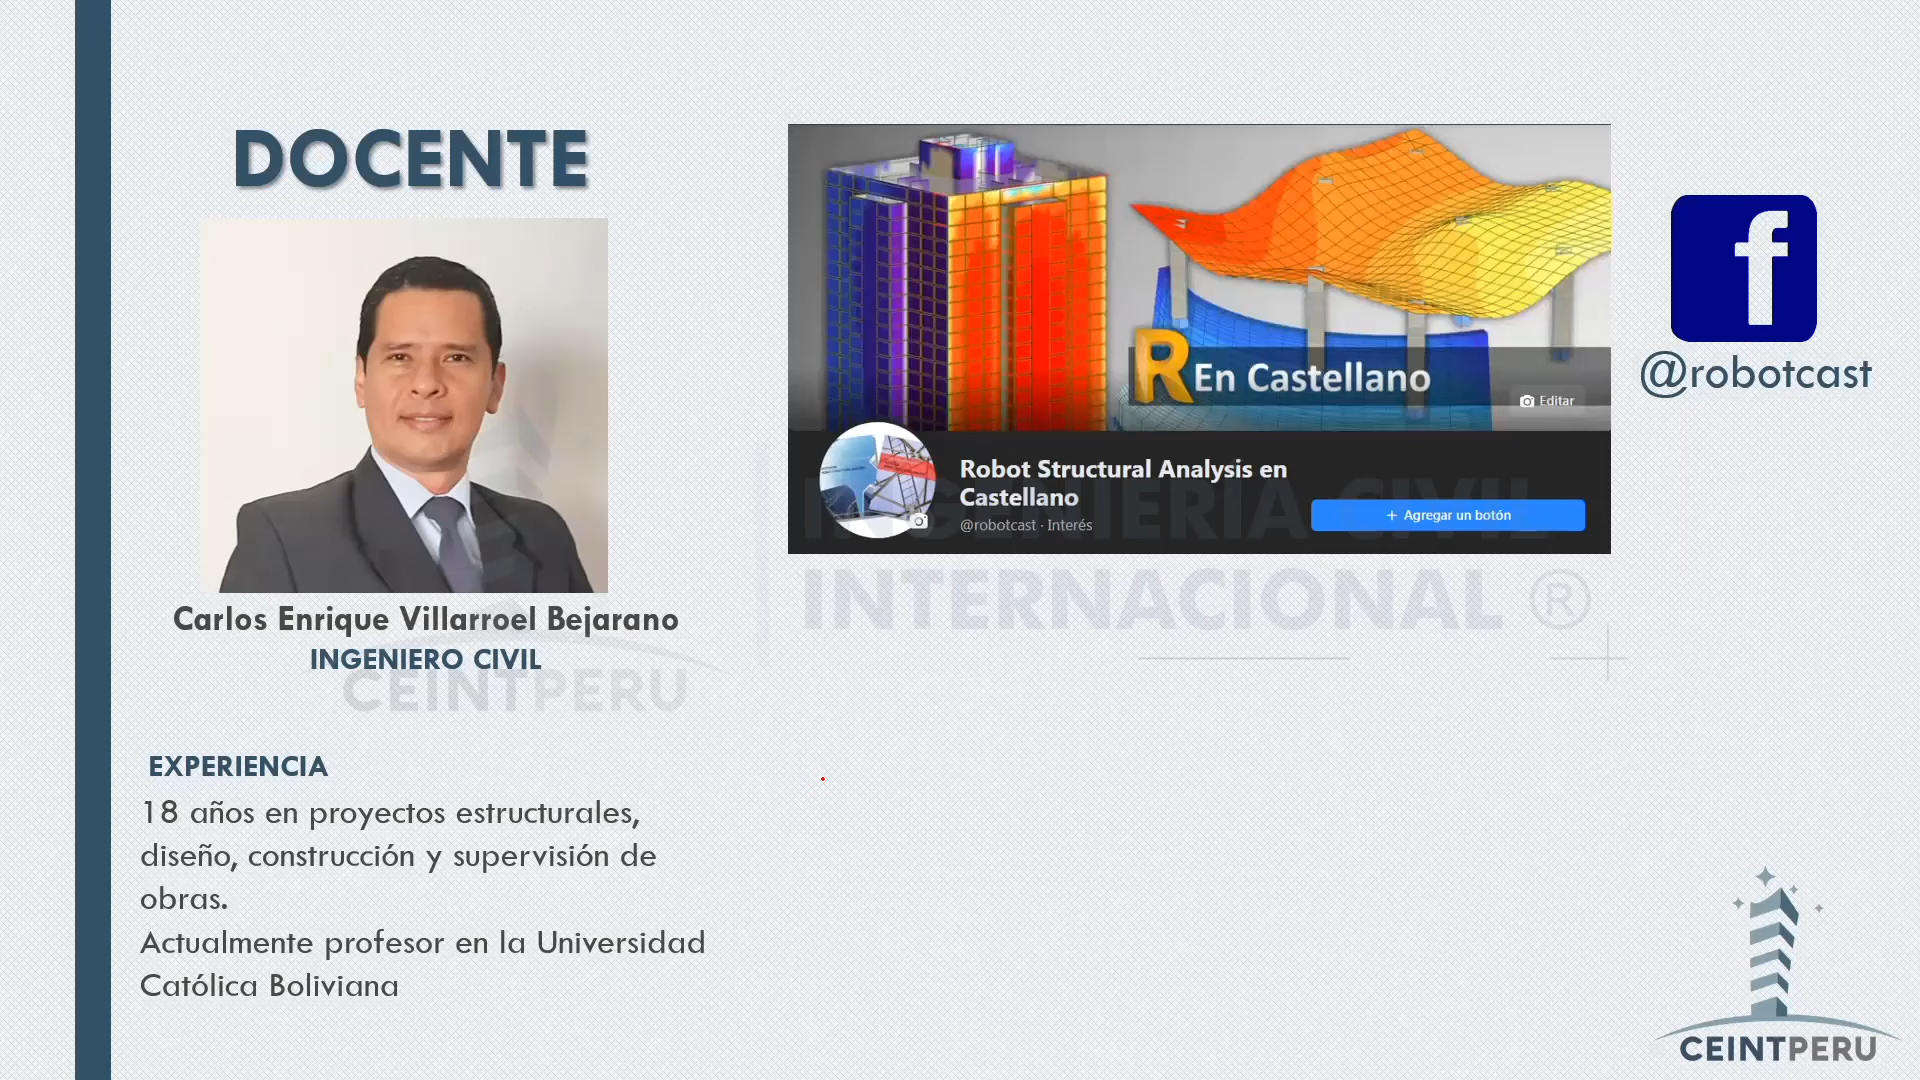 DOCENTE
Carlos Enrique Villarroel Bejarano
INGENIERO CIVIL
CEINTPERU
EXPERIENCIA
18 años en proyectos estructurales,
diseño, construcción y supervisión de
obras.
Actualmente profesor en la Universidad
Católica Boliviana
R En Castellano
Editar
Robot Structural Analysis en
Castellano
@robotcast · Interés
+ Agregar un botón
INGENIERIA CIVIL
INTERNACIONAL ®
f
@robotcast
CEINTPERU